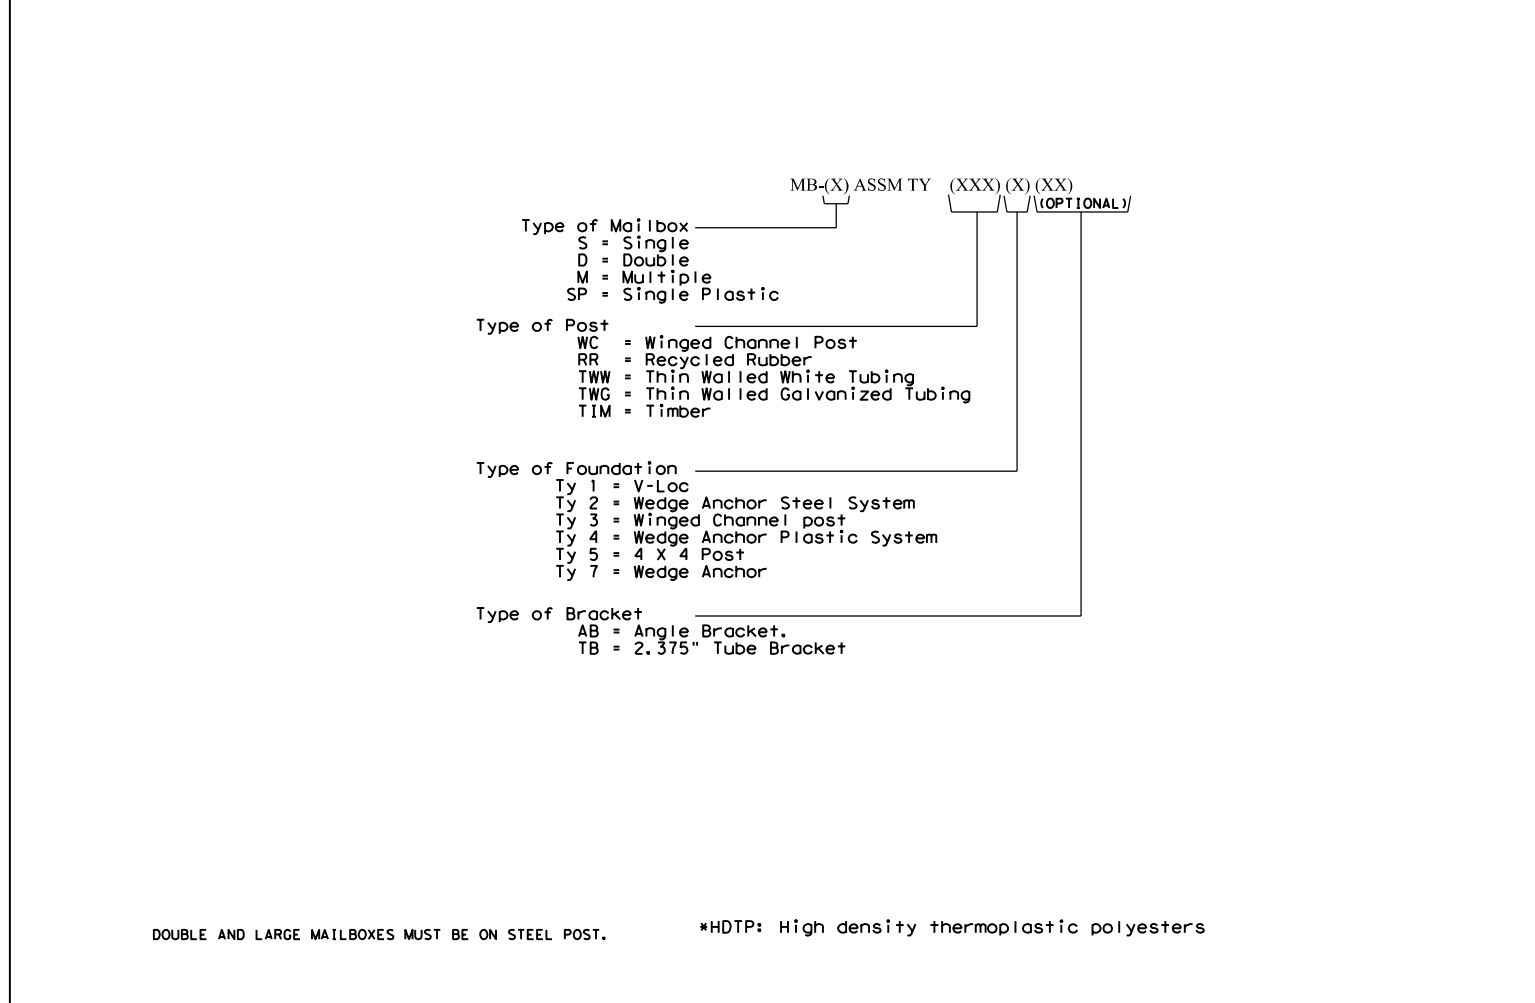 MB-(X) ASSM TY (XXX) (X) (XX)
(OPTIONAL)
Type of Mailbox
S = Single
D = Double
M = Multiple
SP = Single Plastic
Type of Post
WC = Winged Channel Post
RR = Recycled Rubber
TWW = Thin Walled White Tubing
TWG = Thin Walled Galvanized Tubing
TIM = Timber
Type of Foundation
Ty 1 = V-Loc
Ty 2 = Wedge Anchor Steel System
Ty 3 = Winged Channel post
Ty 4 = Wedge Anchor Plastic System
Ty 5 = 4 X 4 Post
Ty 7 = Wedge Anchor
Type of Bracket
AB = Angle Bracket.
TB = 2.375" Tube Bracket
DOUBLE AND LARGE MAILBOXES MUST BE ON STEEL POST.
*HDTP: High density thermoplastic polyesters